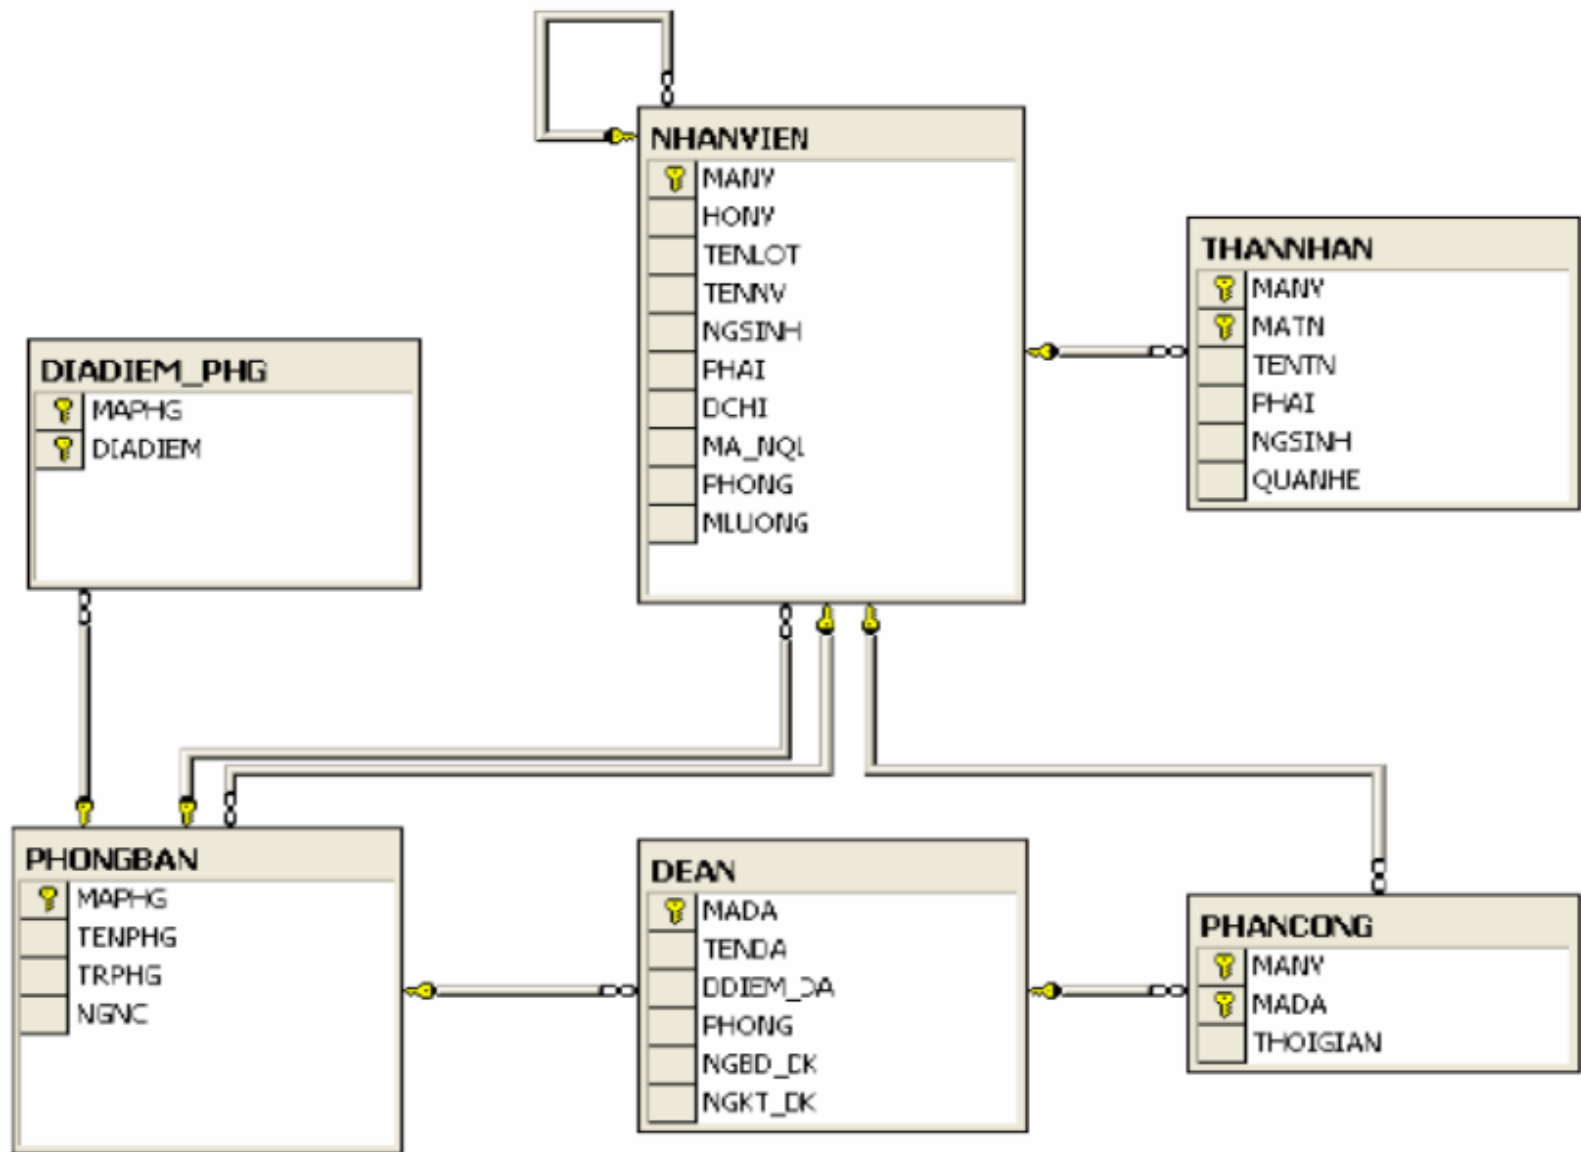 NHANVIEN
MANV
HONV
TENLOT
TENNV
NGSINH
PHAI
DCHI
MA_NQL
PHONG
MLUONG
THANNHAN
MANV
MATN
TENTN
PHAI
NGSINH
QUANHE
DIADIEM_PHG
MAPHG
DIADIEM
PHONGBAN
MAPHG
TENPHG
TRPHG
NGNC
DEAN
MADA
TENDA
DDIEM_DA
PHONG
NGBD_DK
NGKT_DK
PHANCONG
MANV
MADA
THOIGIAN